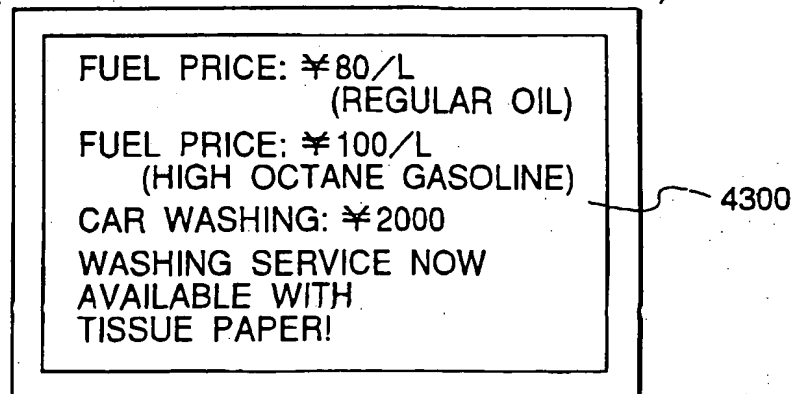 FUEL PRICE: ¥80/L
(REGULAR OIL)
FUEL PRICE: ¥100/L
(HIGH OCTANE GASOLINE)
4300
CAR WASHING: ¥2000
WASHING SERVICE NOW
AVAILABLE WITH
TISSUE PAPER!